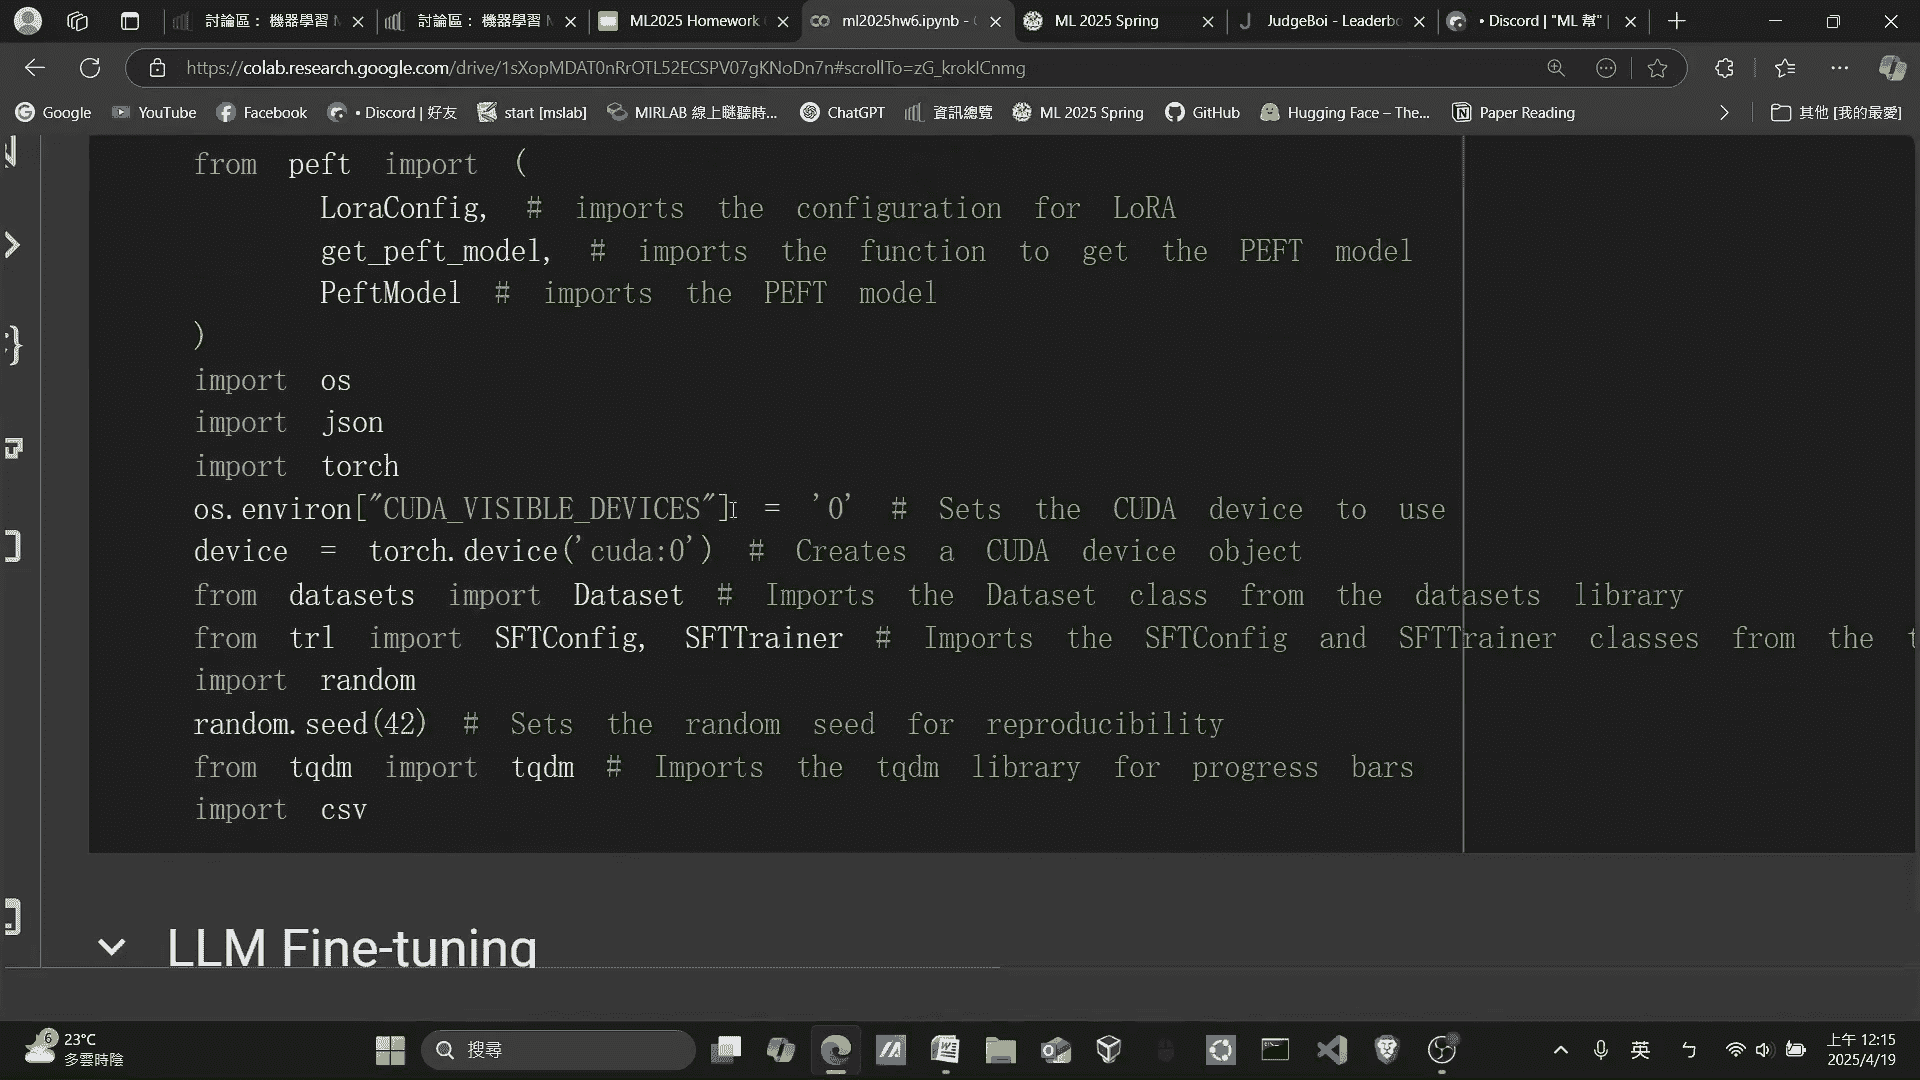 討論區： 機器學習
討論區： 機器學習
ML2025 Homework
ml2025hw6.ipynb -
ML 2025 Spring
JudgeBoi - Leaderbo
• Discord | "ML 幫" |
https://colab.research.google.com/drive/1sXopMDAT0nRrOTL52ECSPV07gKNoDn7n#scrollTo=zG_kroklCnmg
Google
YouTube
Facebook
• Discord | 好友
start [mslab]
MIRLAB 線上瞇聽時...
ChatGPT
資訊總覽
ML 2025 Spring
GitHub
Hugging Face – The...
Paper Reading
其他 [我的最愛]
from peft import (
LoraConfig, # imports the configuration for LoRA
get_peft_model, # imports the function to get the PEFT model
PeftModel # imports the PEFT model
)
import os
import json
import torch
os.environ["CUDA_VISIBLE_DEVICES"] = '0' # Sets the CUDA device to use
device = torch.device('cuda:0') # Creates a CUDA device object
from datasets import Dataset # Imports the Dataset class from the datasets library
from trl import SFTConfig, SFTTrainer # Imports the SFTConfig and SFTTrainer classes from the t
import random
random.seed(42) # Sets the random seed for reproducibility
from tqdm import tqdm # Imports the tqdm library for progress bars
import csv
LLM Fine-tuning
6
23°C
多雲時陰
搜尋
英
ㄅ
上午 12:15
2025/4/19